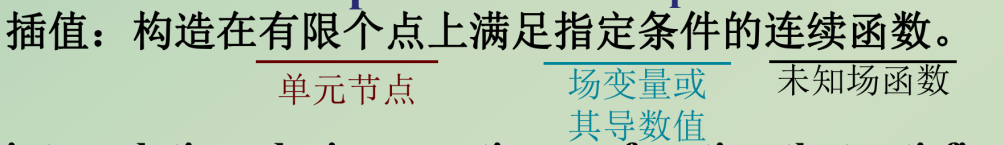 插值：构造在有限个点上满足指定条件的连续函数。
单元节点 场变量或 未知场函数
其导数值